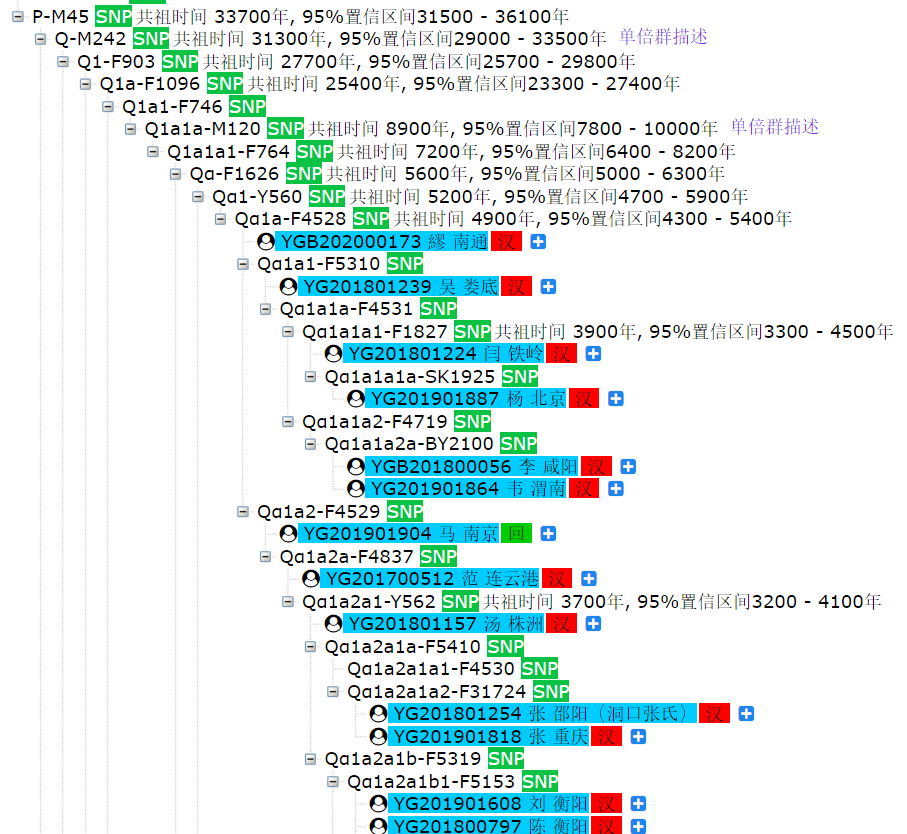 P-M45 SNP 共祖时间 33700年, 95%置信区间31500 - 36100年
Q-M242 SNP 共祖时间 31300年, 95%置信区间29000 - 33500年 单倍群描述
Q1-F903 SNP 共祖时间 27700年, 95%置信区间25700 - 29800年
Q1a-F1096 SNP 共祖时间 25400年, 95%置信区间23300 - 27400年
Q1a1-F746 SNP
Q1a1a-M120 SNP 共祖时间 8900年, 95%置信区间7800 - 10000年 单倍群描述
Q1a1a1-F764 SNP 共祖时间 7200年, 95%置信区间6400 - 8200年
Qα-F1626 SNP 共祖时间 5600年, 95%置信区间5000 - 6300年
Qα1-Y560 SNP 共祖时间 5200年, 95%置信区间4700 - 5900年
Qα1a-F4528 SNP 共祖时间 4900年, 95%置信区间4300 - 5400年
YGB202000173 繆 南通 汉
Qα1a1-F5310 SNP
YG201801239 吴 娄底 汉
Qα1a1a-F4531 SNP
Qα1a1a1-F1827 SNP 共祖时间 3900年, 95%置信区间3300 - 4500年
YG201801224 闫 铁岭 汉
Qα1a1a1a-SK1925 SNP
YG201901887 杨 北京 汉
Qα1a1a2-F4719 SNP
Qα1a1a2a-BY2100 SNP
YGB201800056 李 咸阳 汉
YG201901864 韦 渭南 汉
Qα1a2-F4529 SNP
YG201901904 马 南京 回
Qα1a2a-F4837 SNP
YG201700512 范 连云港 汉
Qα1a2a1-Y562 SNP 共祖时间 3700年, 95%置信区间3200 - 4100年
YG201801157 汤 株洲 汉
Qα1a2a1a-F5410 SNP
Qα1a2a1a1-F4530 SNP
Qα1a2a1a2-F31724 SNP
YG201801254 张 邵阳（洞口张氏） 汉
YG201901818 张 重庆 汉
Qα1a2a1b-F5319 SNP
Qα1a2a1b1-F5153 SNP
YG201901608 刘 衡阳 汉
YG201800797 陈 衡阳 汉